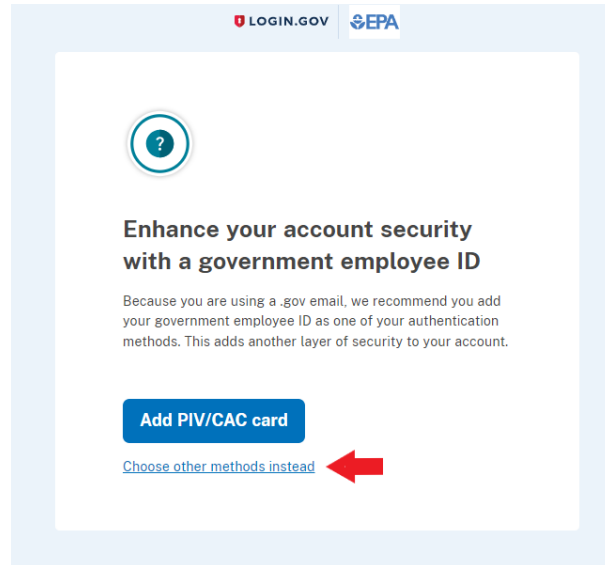 LOGIN.GOV EPA
?
Enhance your account security
with a government employee ID
Because you are using a .gov email, we recommend you add
your government employee ID as one of your authentication
methods. This adds another layer of security to your account.
Add PIV/CAC card
Choose other methods instead